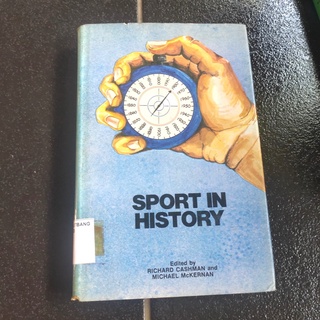 SPORT IN
HISTORY
Edited by
RICHARD CASHMAN and
MICHAEL McKERNAN